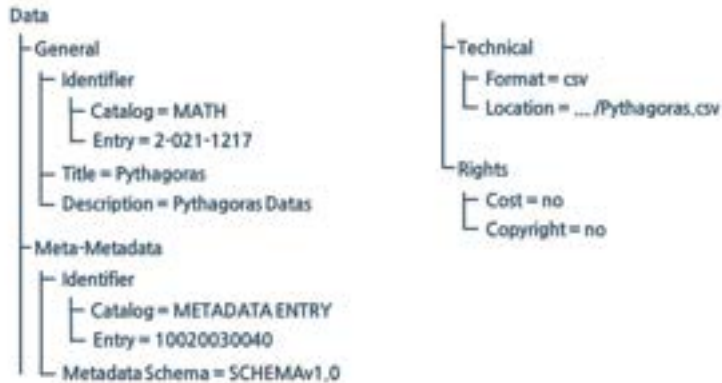 Data
General
Identifier
Catalog = MATH
Entry = 2-021-1217
Title = Pythagoras
Description = Pythagoras Datas
Meta-Metadata
Identifier
Catalog = METADATA ENTRY
Entry = 10020030040
Metadata Schema = SCHEMAv1,0
Technical
Format = csv
Location = ... /Pythagoras.csv
Rights
Cost = no
Copyright = no